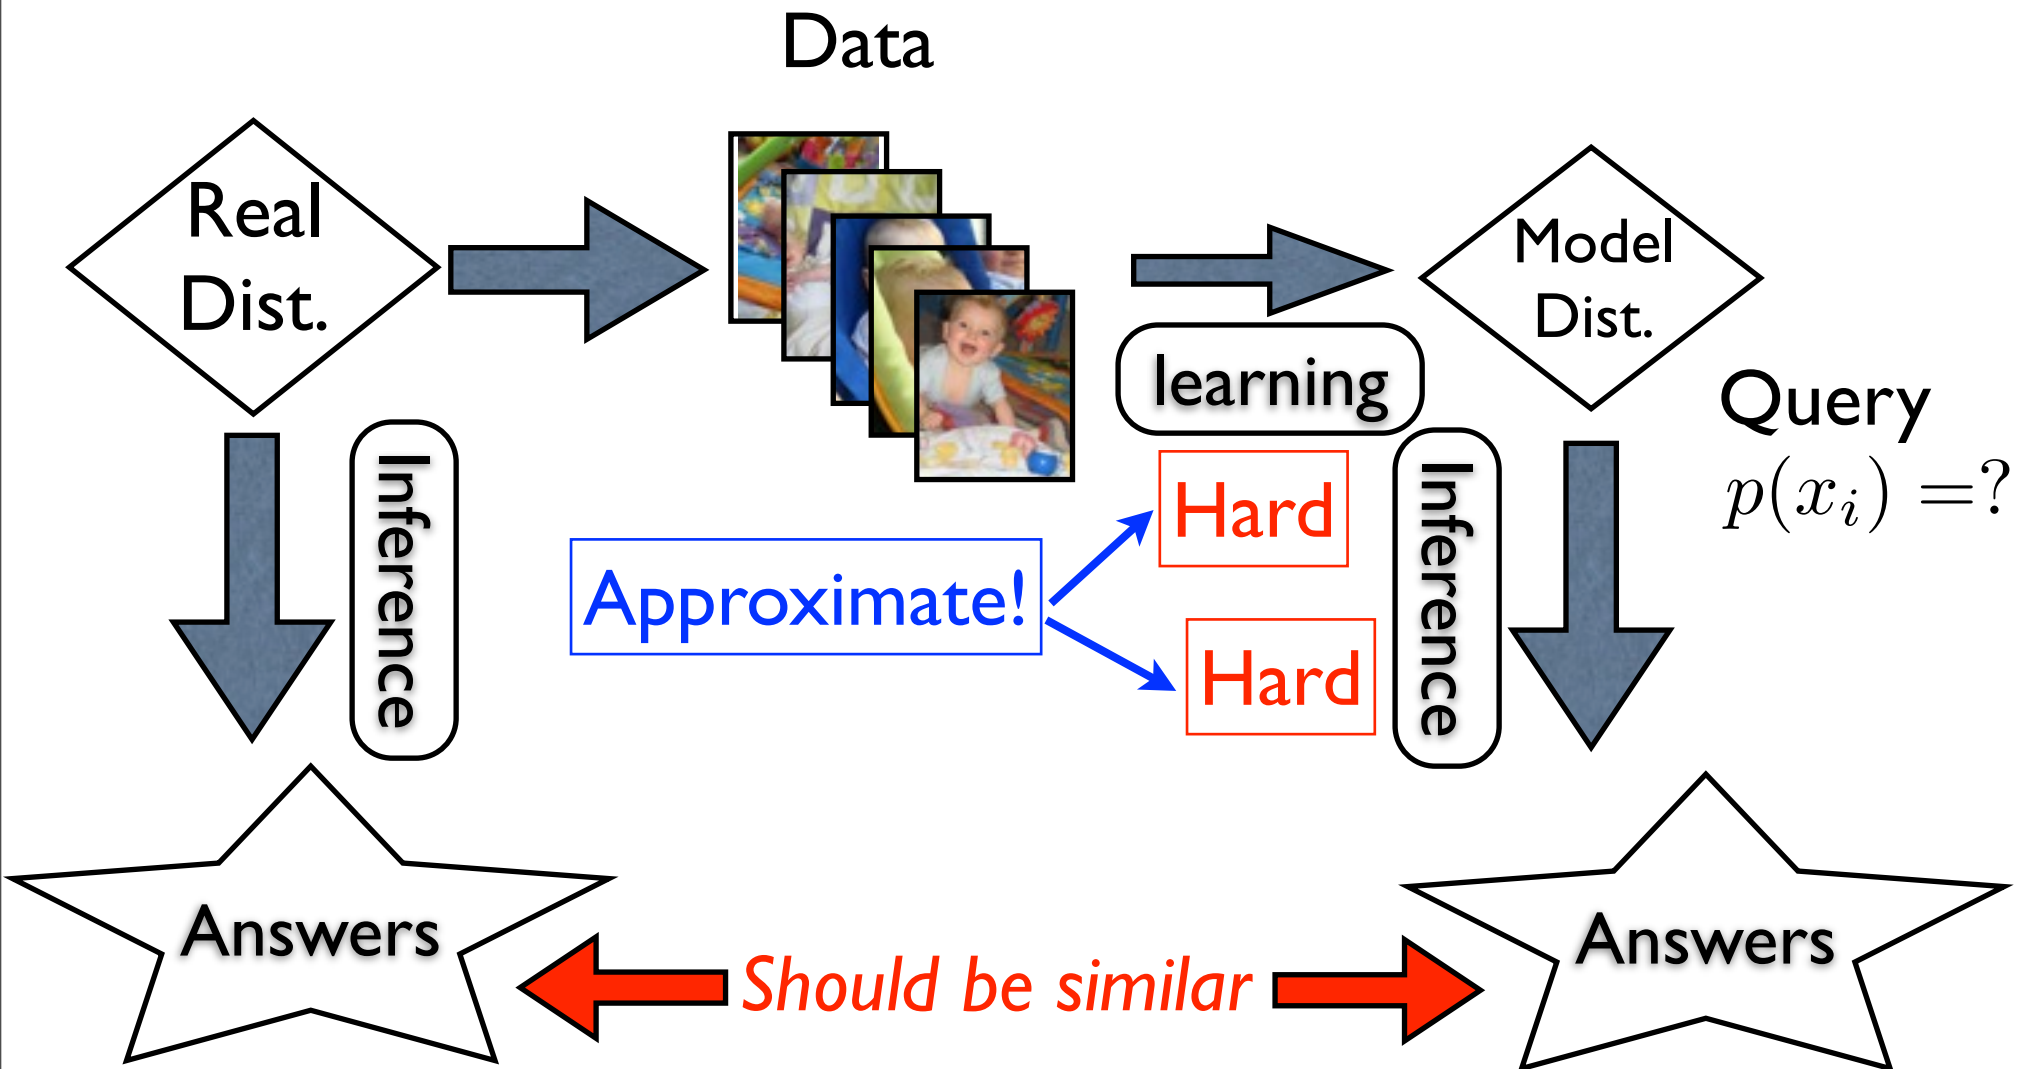 Data
Real
Dist.
Model
Dist.
learning
Query
p(x_i) =?
Inference
Hard
Inference
Approximate!
Hard
Answers
Answers
Should be similar